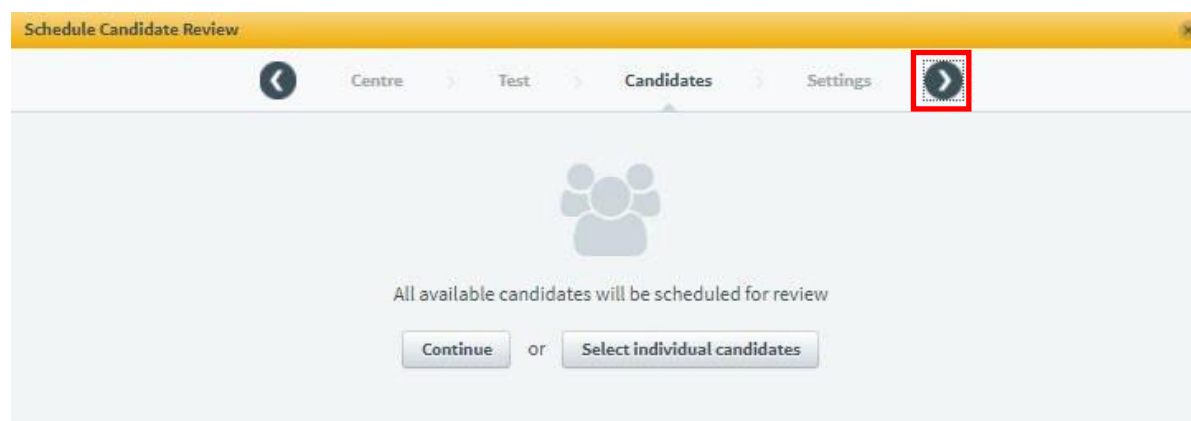 Schedule Candidate Review
Centre Test Candidates Settings
All available candidates will be scheduled for review
Continue or Select individual candidates